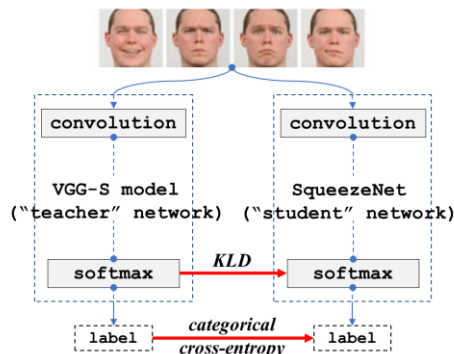 convolution
convolution
VGG-S model
("teacher" network)
SqueezeNet
("student" network)
KLD
softmax
softmax
categorical
cross-entropy
label
label